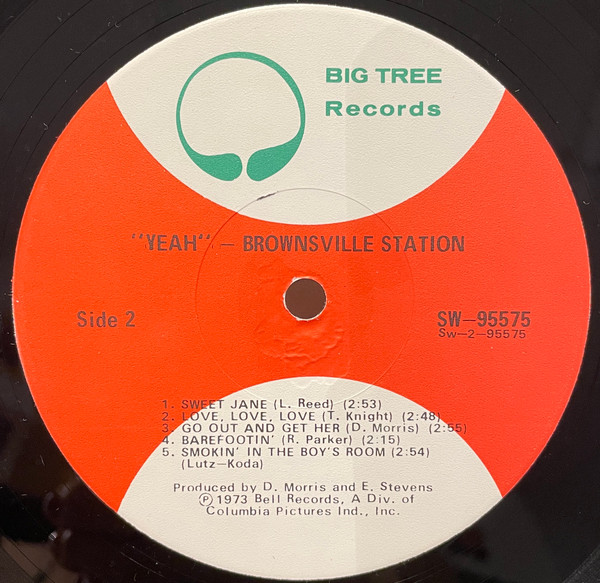 BIG TREE
Records
"YEAH" — BROWNSVILLE STATION
Side 2
SW—95575
SW—2—95575
1. SWEET JANE (L. Reed) (2:53)
2. LOVE, LOVE, LOVE (T. Knight) (2:48)
3. GO OUT AND GET HER (D. Morris) (2:55)
4. BAREFOOTIN' (R. Parker) (2:15)
5. SMOKIN' IN THE BOY'S ROOM (2:54)
(Lutz–Koda)
Produced by D. Morris and E. Stevens
Ⓟ1973 Bell Records, A Div. of
Columbia Pictures Ind., Inc.